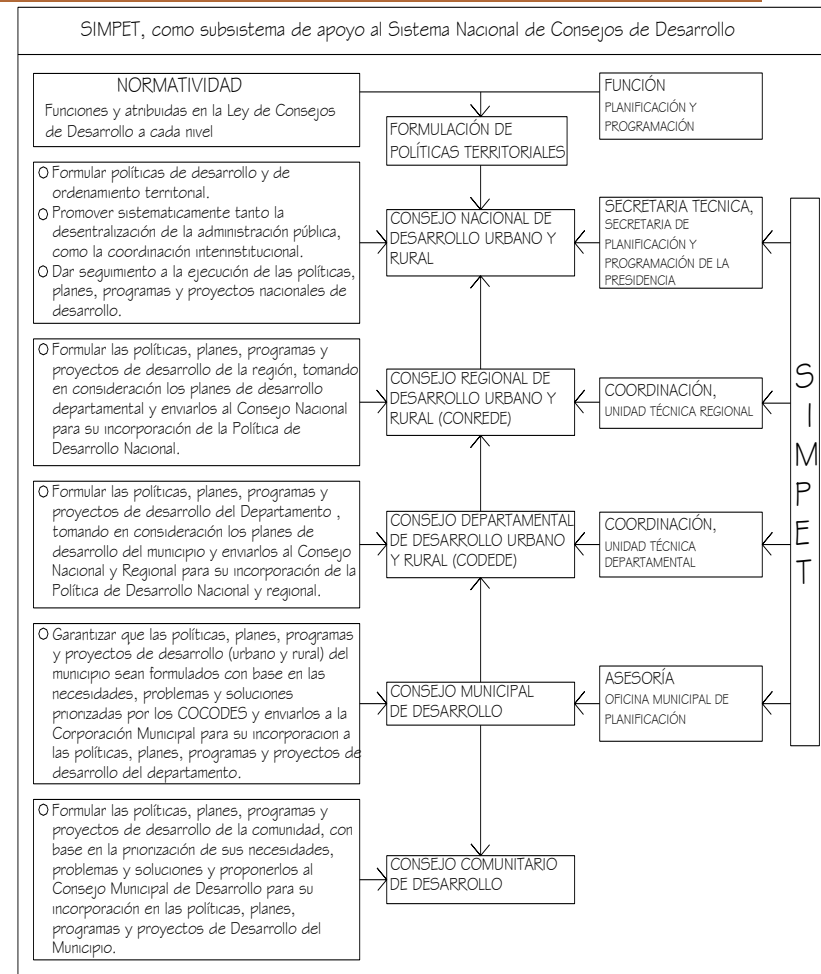 SIMPET, como subsistema de apoyo al Sistema Nacional de Consejos de Desarrollo
NORMATIVIDAD
Funciones y atribuidas en la Ley de Consejos
de Desarrollo a cada nivel
FUNCIÓN
PLANIFICACIÓN Y
PROGRAMACIÓN
FORMULACIÓN DE
POLÍTICAS TERRITORIALES
O Formular políticas de desarrollo y de
ordenamiento territorial.
O Promover sistematicamente tanto la
desentralización de la administración pública,
como la coordinación interinstitucional.
O Dar seguimiento a la ejecución de las políticas,
planes, programas y proyectos nacionales de
desarrollo.
CONSEJO NACIONAL DE
DESARROLLO URBANO Y
RURAL
SECRETARIA TECNICA,
SECRETARIA DE
PLANIFICACIÓN Y
PROGRAMACIÓN DE LA
PRESIDENCIA
O Formular las políticas, planes, programas y
proyectos de desarrollo de la región, tomando
en consideración los planes de desarrollo
departamental y enviarlos al Consejo Nacional
para su incorporación de la Política de
Desarrollo Nacional.
CONSEJO REGIONAL DE
DESARROLLO URBANO Y
RURAL (CONREDE)
COORDINACIÓN,
UNIDAD TÉCNICA REGIONAL
O Formular las políticas, planes, programas y
proyectos de desarrollo del Departamento ,
tomando en consideración los planes de
desarrollo del municipio y enviarlos al Consejo
Nacional y Regional para su incorporación de la
Política de Desarrollo Nacional y regional.
CONSEJO DEPARTAMENTAL
DE DESARROLLO URBANO
Y RURAL (CODEDE)
COORDINACIÓN,
UNIDAD TÉCNICA
DEPARTAMENTAL
O Garantizar que las políticas, planes, programas
y proyectos de desarrollo (urbano y rural) del
municipio sean formulados con base en las
necesidades, problemas y soluciones
priorizadas por los COCODES y enviarlos a la
Corporación Municipal para su incorporacion a
las políticas, planes, programas y proyectos de
desarrollo del departamento.
CONSEJO MUNICIPAL
DE DESARROLLO
ASESORÍA
OFICINA MUNICIPAL DE
PLANIFICACIÓN
O Formular las políticas, planes, programas y
proyectos de desarrollo de la comunidad, con
base en la priorización de sus necesidades,
problemas y soluciones y proponerlos al
Consejo Municipal de Desarrollo para su
incorporación en las políticas, planes,
programas y proyectos de Desarrollo del
Municipio.
CONSEJO COMUNITARIO
DE DESARROLLO
SIMPET